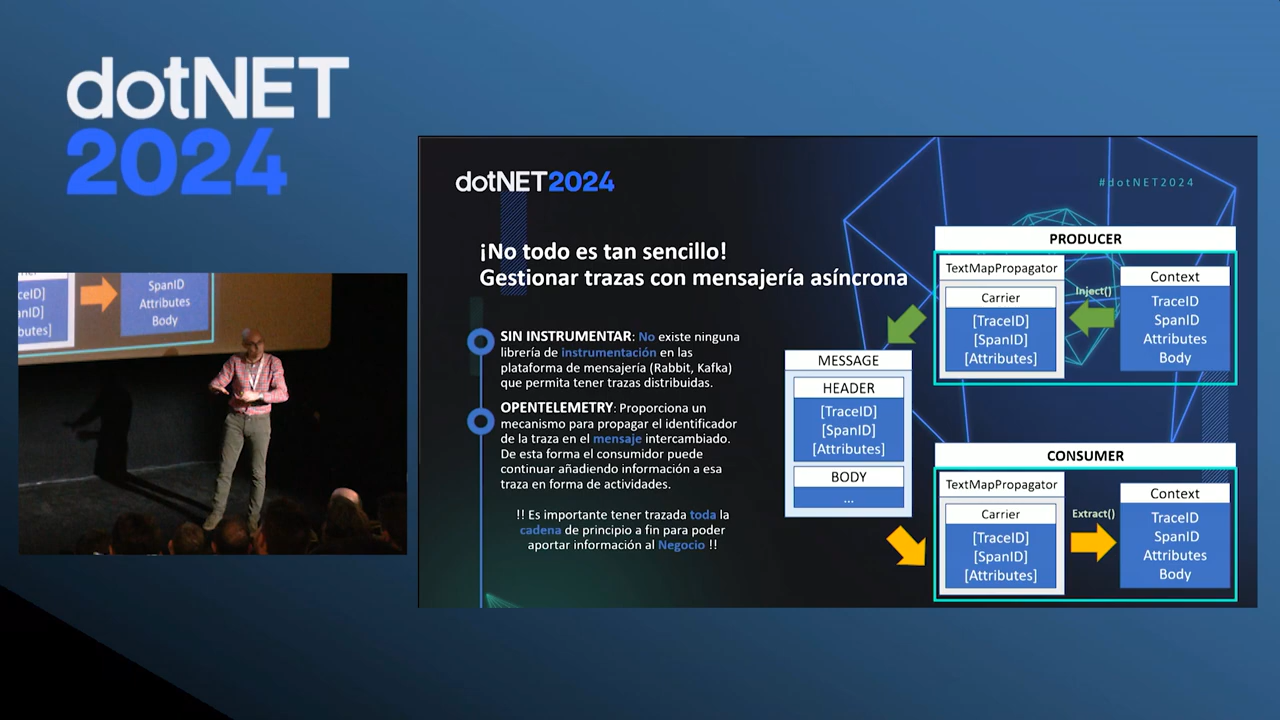 dotNET
2024
ceID]
nID]
butes]
SpanID
Attributes
Body
dotNET2024
#dotNET2024
¡No todo es tan sencillo!
Gestionar trazas con mensajería asíncrona
SIN INSTRUMENTAR: No existe ninguna
librería de instrumentación en las
plataforma de mensajería (Rabbit, Kafka)
que permita tener trazas distribuidas.
OPENTELEMETRY: Proporciona un
mecanismo para propagar el identificador
de la traza en el mensaje intercambiado.
De esta forma el consumidor puede
continuar añadiendo información a esa
traza en forma de actividades.
!! Es importante tener trazada toda la
cadena de principio a fin para poder
aportar información al Negocio !!
MESSAGE
HEADER
[TraceID]
[SpanID]
[Attributes]
BODY
...
PRODUCER
TextMapPropagator
Carrier
[TraceID]
[SpanID]
[Attributes]
Inject()
Context
TraceID
SpanID
Attributes
Body
CONSUMER
TextMapPropagator
Carrier
[TraceID]
[SpanID]
[Attributes]
Extract()
Context
TraceID
SpanID
Attributes
Body